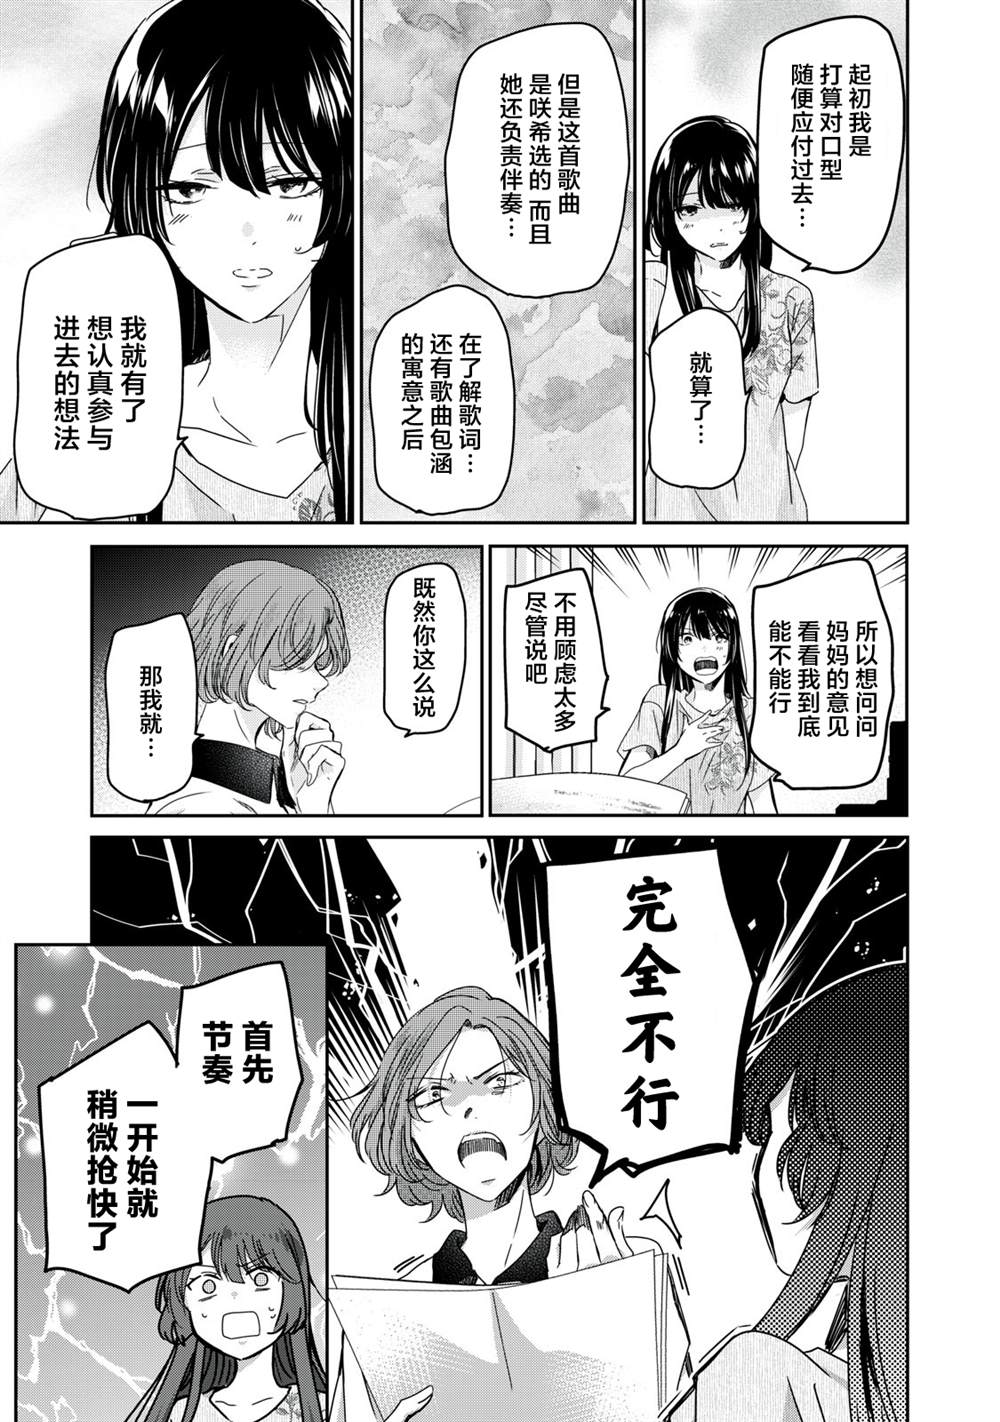 起初我是
打算对口型
随便应付过去…
就算了…
但是这首歌曲
是咲希选的 而且
她还负责伴奏…
在了解歌词…
还有歌曲包涵
的寓意之后
我就有了
想认真参与
进去的想法
所以想问问
妈妈的意见
看看我到底
能不能行
不用顾虑太多
尽管说吧
既然你这么说
那我就…
完全不行
首先
节奏
一开始就
稍微抢快了